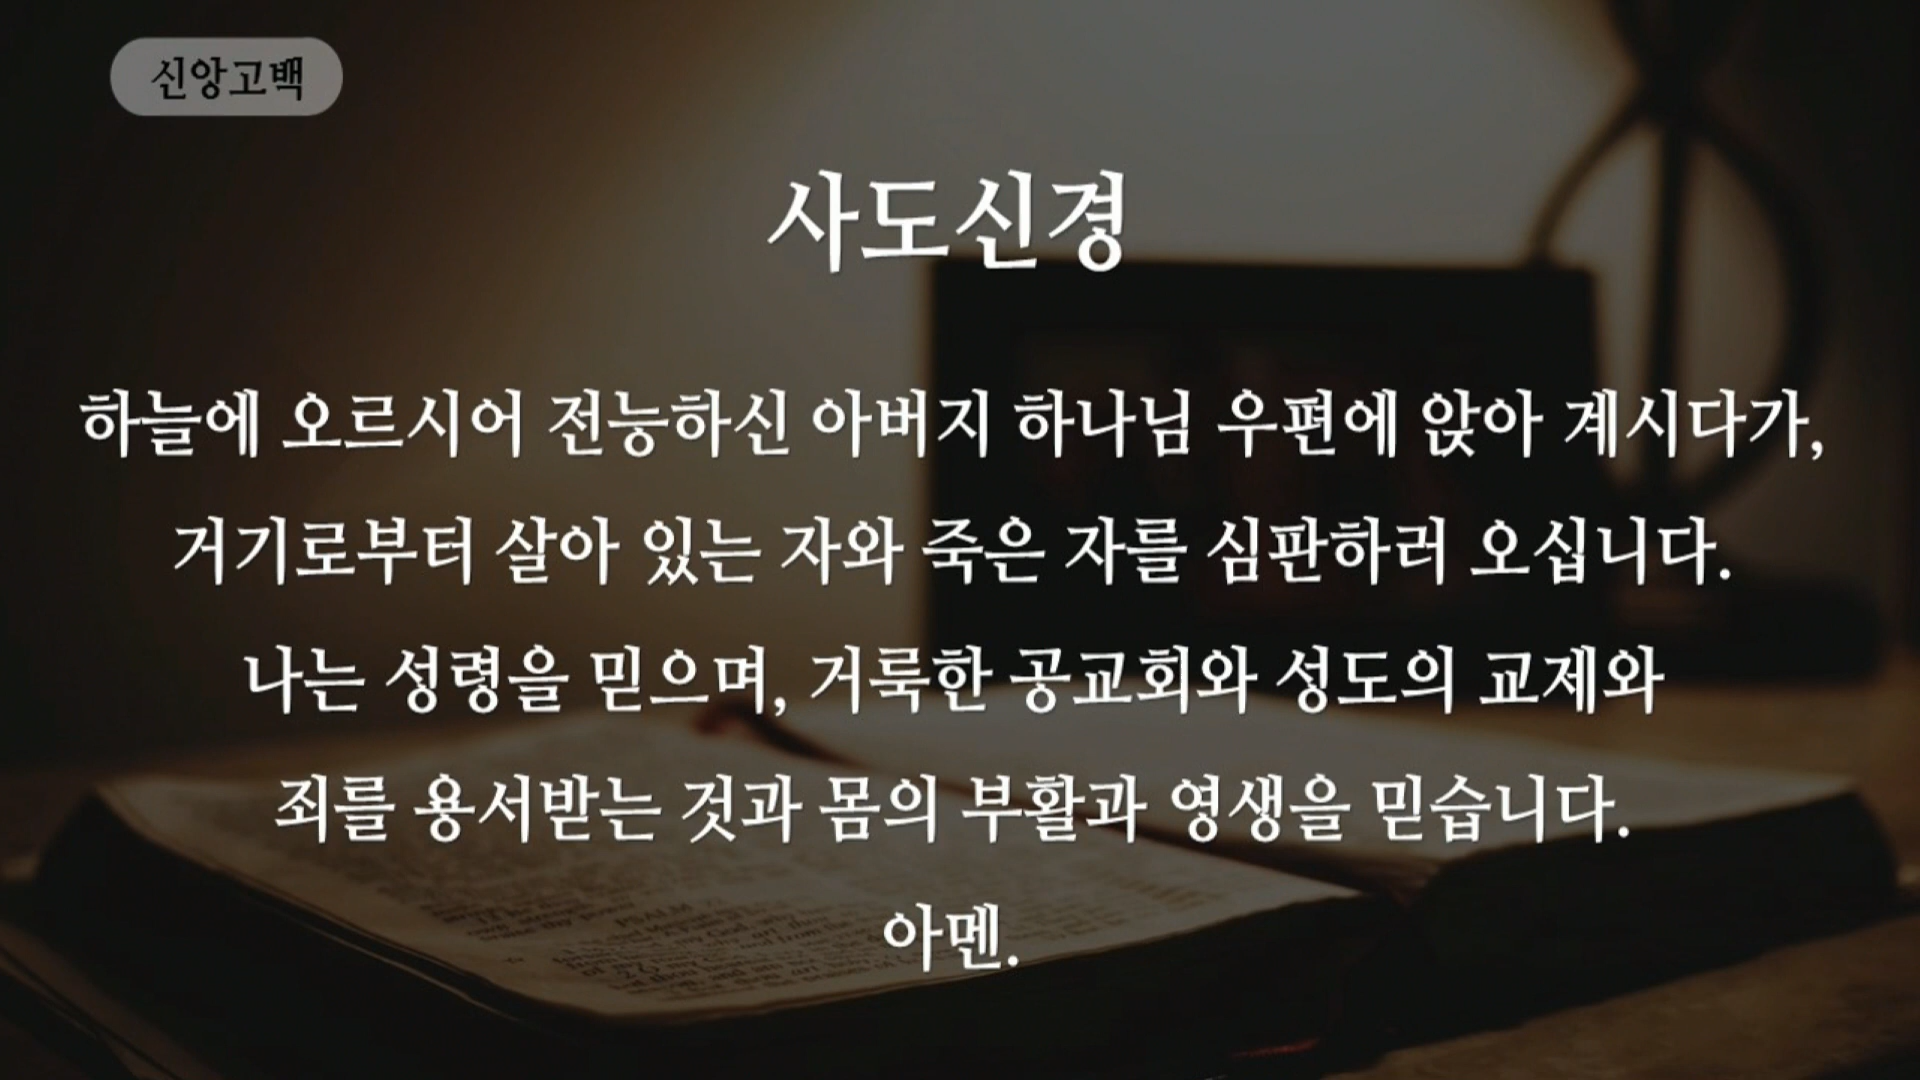 신앙고백
사도신경
하늘에 오르시어 전능하신 아버지 하나님 우편에 앉아 계시다가,
거기로부터 살아 있는 자와 죽은 자를 심판하러 오십니다.
나는 성령을 믿으며, 거룩한 공교회와 성도의 교제와
죄를 용서받는 것과 몸의 부활과 영생을 믿습니다.
아멘.
PSALM